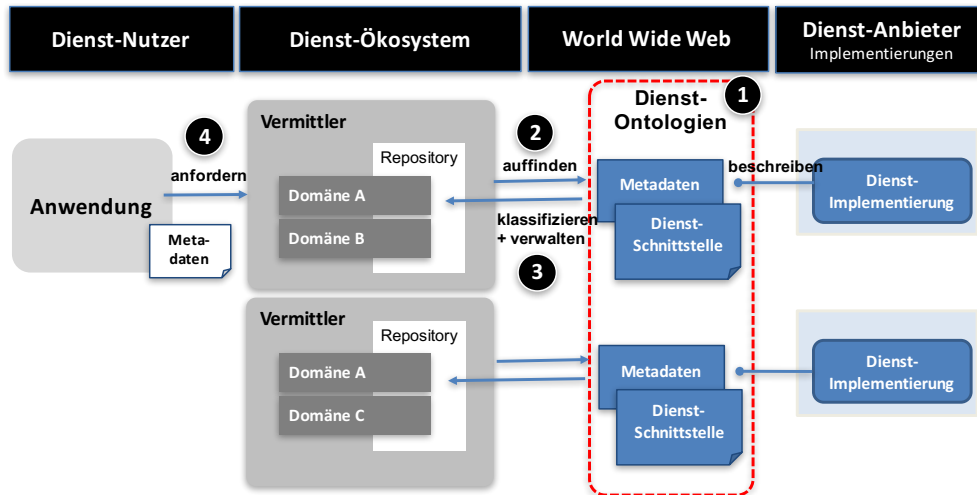 Dienst-Nutzer
Dienst-Ökosystem
World Wide Web
Dienst-Anbieter
Implementierungen
1
Dienst-
Ontologien
4
anfordern
Anwendung
Meta-
daten
Vermittler
Repository
Domäne A
Domäne B
2
auffinden
klassifizieren
+ verwalten
3
Metadaten
Dienst-
Schnittstelle
beschreiben
Dienst-
Implementierung
Vermittler
Repository
Domäne A
Domäne C
Metadaten
Dienst-
Schnittstelle
Dienst-
Implementierung